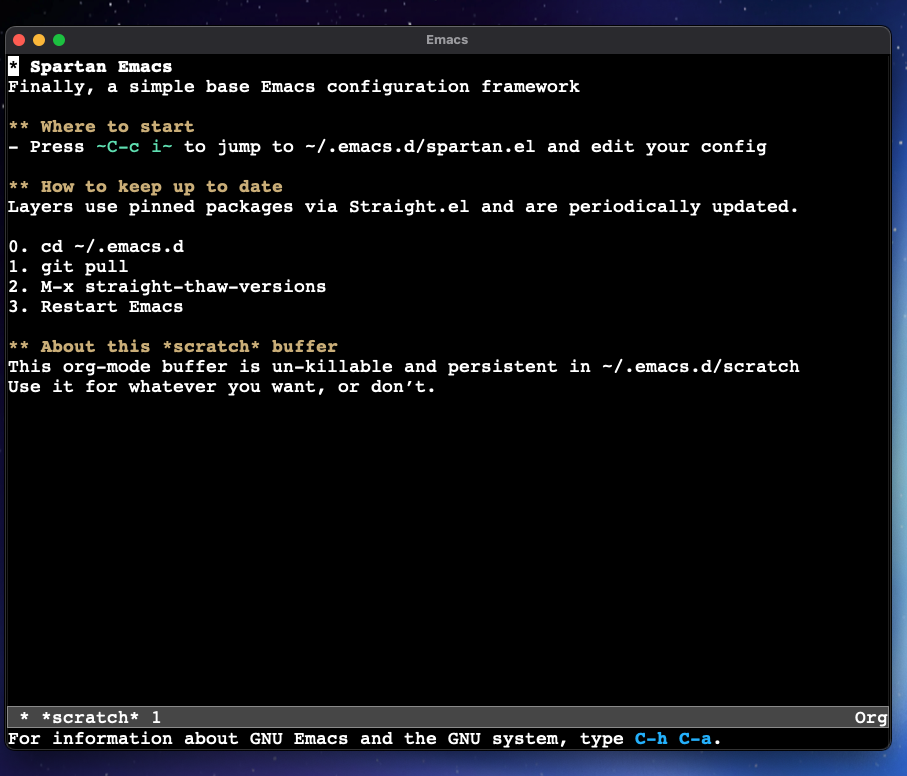 Emacs
* Spartan Emacs
Finally, a simple base Emacs configuration framework
** Where to start
- Press ~C-c i~ to jump to ~/.emacs.d/spartan.el and edit your config
** How to keep up to date
Layers use pinned packages via Straight.el and are periodically updated.
0. cd ~/.emacs.d
1. git pull
2. M-x straight-thaw-versions
3. Restart Emacs
** About this *scratch* buffer
This org-mode buffer is un-killable and persistent in ~/.emacs.d/scratch
Use it for whatever you want, or don’t.
* *scratch* 1 Org
For information about GNU Emacs and the GNU system, type C-h C-a.